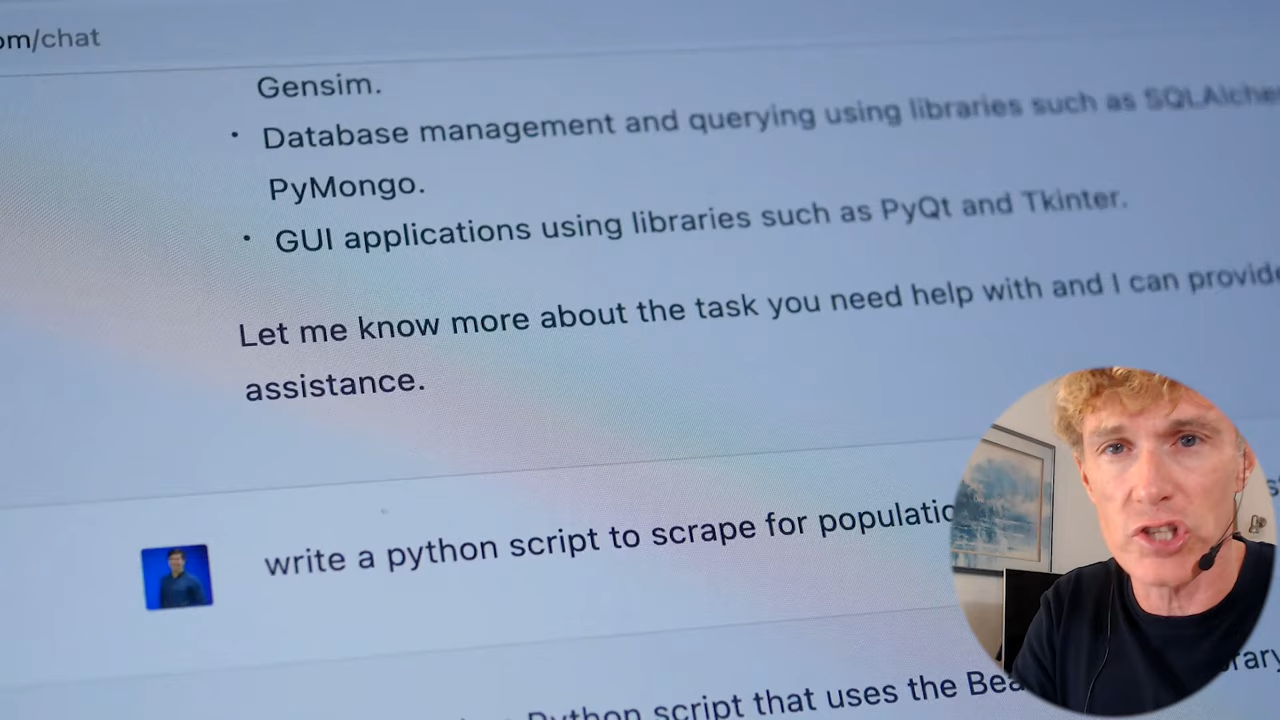 om/chat
Gensim.
• Database management and querying using libraries such as
PyMongo.
• GUI applications using libraries such as PyQt and Tkinter.
Let me know more about the task you need help with and I can provide
assistance.
write a python script to scrape for populatio
Python script that uses the Bea
rary